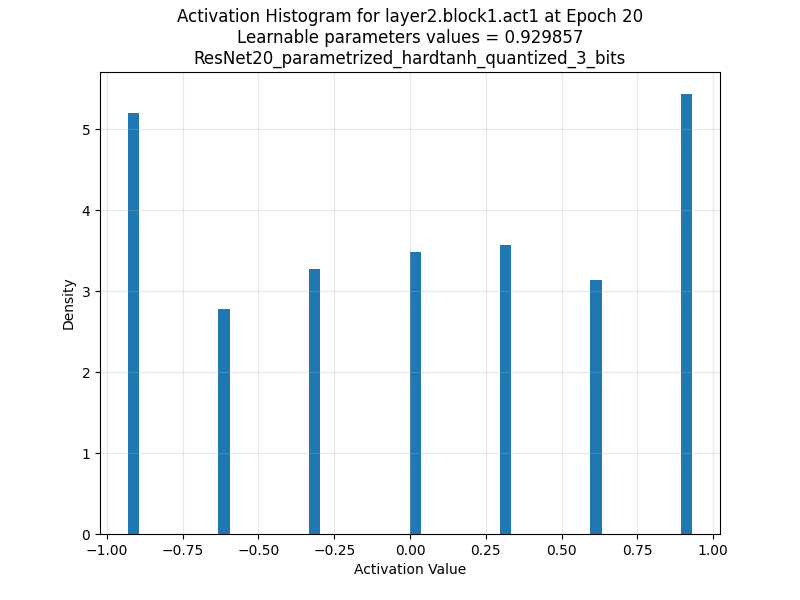 Activation Histogram for layer2.block1.act1 at Epoch 20
Learnable parameters values = 0.929857
ResNet20_parametrized_hardtanh_quantized_3_bits
5
4
3
2
1
0
Density
−1.00 −0.75 −0.50 −0.25 0.00 0.25 0.50 0.75 1.00
Activation Value